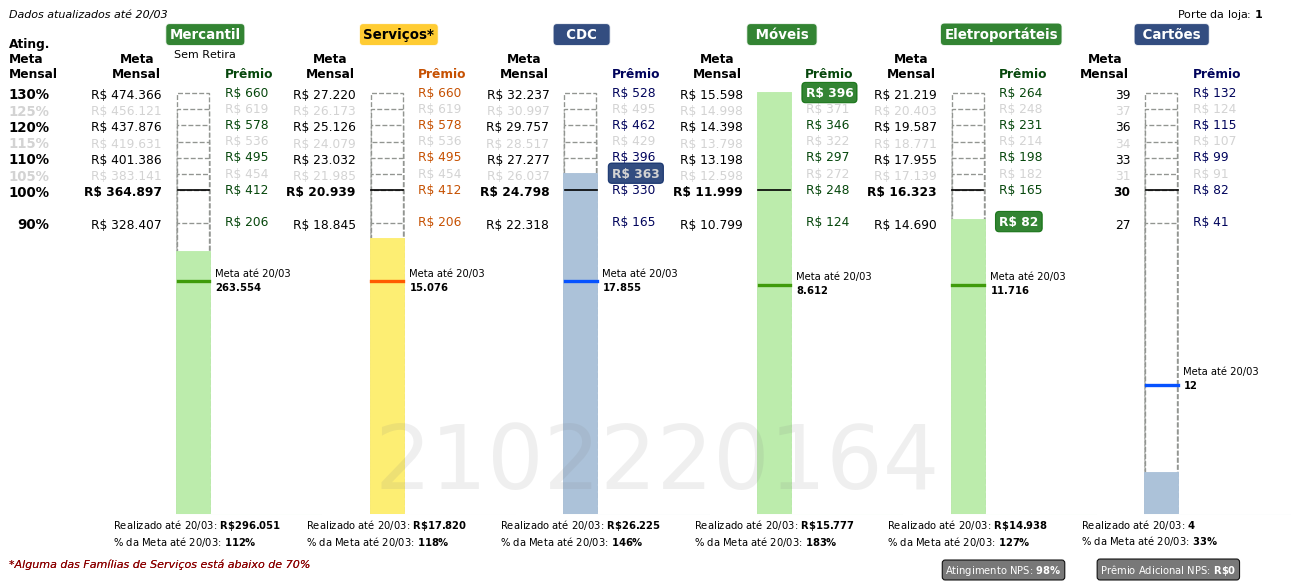 Dados atualizados até 20/03 Porte da loja: 1
Mercantil Serviços* CDC Móveis Eletroportáteis Cartões
Sem Retira
Ating. Meta Mensal Meta Mensal Prêmio Meta Mensal Prêmio Meta Mensal Prêmio Meta Mensal Prêmio Meta Mensal Prêmio Meta Mensal Prêmio
130% R$ 474.366 R$ 660 R$ 27.220 R$ 660 R$ 32.237 R$ 528 R$ 15.598 R$ 396 R$ 21.219 R$ 264 39 R$ 132
125% R$ 456.121 R$ 619 R$ 26.173 R$ 619 R$ 30.997 R$ 495 R$ 14.998 R$ 371 R$ 20.403 R$ 248 37 R$ 124
120% R$ 437.876 R$ 578 R$ 25.126 R$ 578 R$ 29.757 R$ 462 R$ 14.398 R$ 346 R$ 19.587 R$ 231 36 R$ 115
115% R$ 419.631 R$ 536 R$ 24.079 R$ 536 R$ 28.517 R$ 429 R$ 13.798 R$ 322 R$ 18.771 R$ 214 34 R$ 107
110% R$ 401.386 R$ 495 R$ 23.032 R$ 495 R$ 27.277 R$ 396 R$ 13.198 R$ 297 R$ 17.955 R$ 198 33 R$ 99
105% R$ 383.141 R$ 454 R$ 21.985 R$ 454 R$ 26.037 R$ 363 R$ 12.598 R$ 272 R$ 17.139 R$ 182 31 R$ 91
100% R$ 364.897 R$ 412 R$ 20.939 R$ 412 R$ 24.798 R$ 330 R$ 11.999 R$ 248 R$ 16.323 R$ 165 30 R$ 82
90% R$ 328.407 R$ 206 R$ 18.845 R$ 206 R$ 22.318 R$ 165 R$ 10.799 R$ 124 R$ 14.690 R$ 82 27 R$ 41
Meta até 20/03 Meta até 20/03 Meta até 20/03 Meta até 20/03 Meta até 20/03
263.554 15.076 17.855 8.612 11.716
Meta até 20/03
12
2102220164
Realizado até 20/03: R$296.051 Realizado até 20/03: R$17.820 Realizado até 20/03: R$26.225 Realizado até 20/03: R$15.777 Realizado até 20/03: R$14.938 Realizado até 20/03: 4
% da Meta até 20/03: 112% % da Meta até 20/03: 118% % da Meta até 20/03: 146% % da Meta até 20/03: 183% % da Meta até 20/03: 127% % da Meta até 20/03: 33%
*Alguma das Famílias de Serviços está abaixo de 70% Atingimento NPS: 98% Prêmio Adicional NPS: R$0